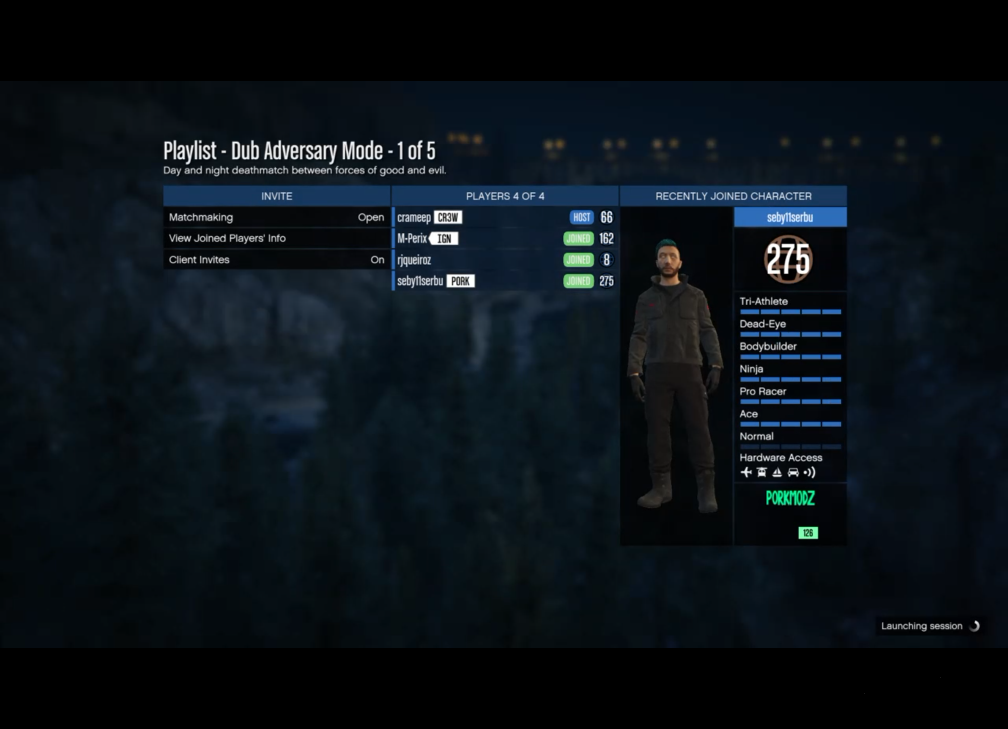 Playlist - Dub Adversary Mode - 1 of 5
Day and night deathmatch between forces of good and evil.
INVITE
Matchmaking Open
View Joined Players' Info
Client Invites On
PLAYERS 4 OF 4
crameep CR3W HOST 66
M-Perix IGN JOINED 162
rjqueiroz JOINED 8
seby11serbu PORK JOINED 275
RECENTLY JOINED CHARACTER
seby11serbu
275
Tri-Athlete
Dead-Eye
Bodybuilder
Ninja
Pro Racer
Ace
Normal
Hardware Access
PORKMODZ
126
Launching session